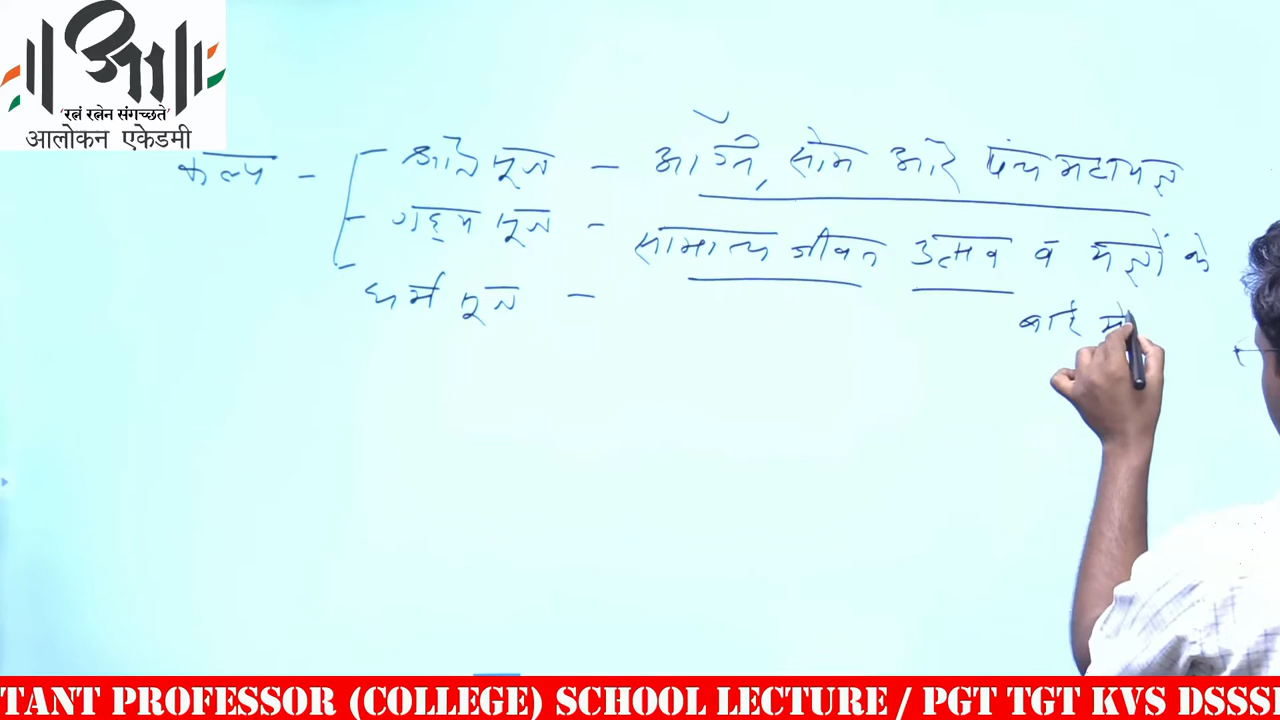 'रत्नं रत्नेन संगच्छते'
आलोकन एकेडमी
कल्प - श्रौत सूत्र - अग्नि, सोम और पंच महायज्ञ
गृह्य सूत्र - सामान्य जीवन उत्सव व यज्ञों के
बारे में
धर्म सूत्र -
TANT PROFESSOR (COLLEGE) SCHOOL LECTURE / PGT TGT KVS DSSS